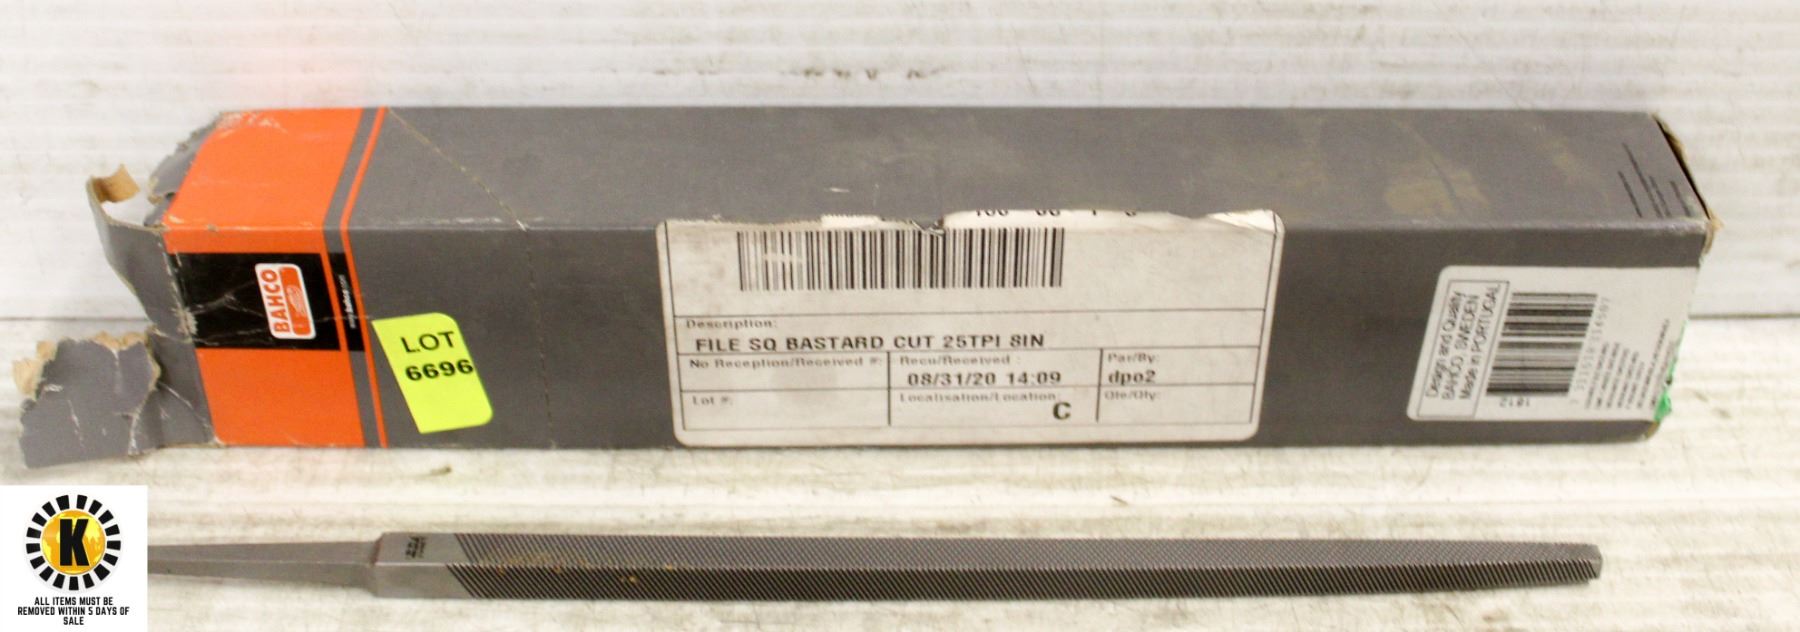 BAHCO
LOT
6696
Description:
FILE SQ BASTARD CUT 25TPI 8IN
No Reception/Received #:
Recu/Received :
08/31/20 14:09
Par/By:
dpo2
Lot #:
Localisation/Location:
C
Qte/Qty:
Design and Quality
BAHCO SWEDEN
Made in PORTUGAL
1012
K
ALL ITEMS MUST BE
REMOVED WITHIN 5 DAYS OF
SALE